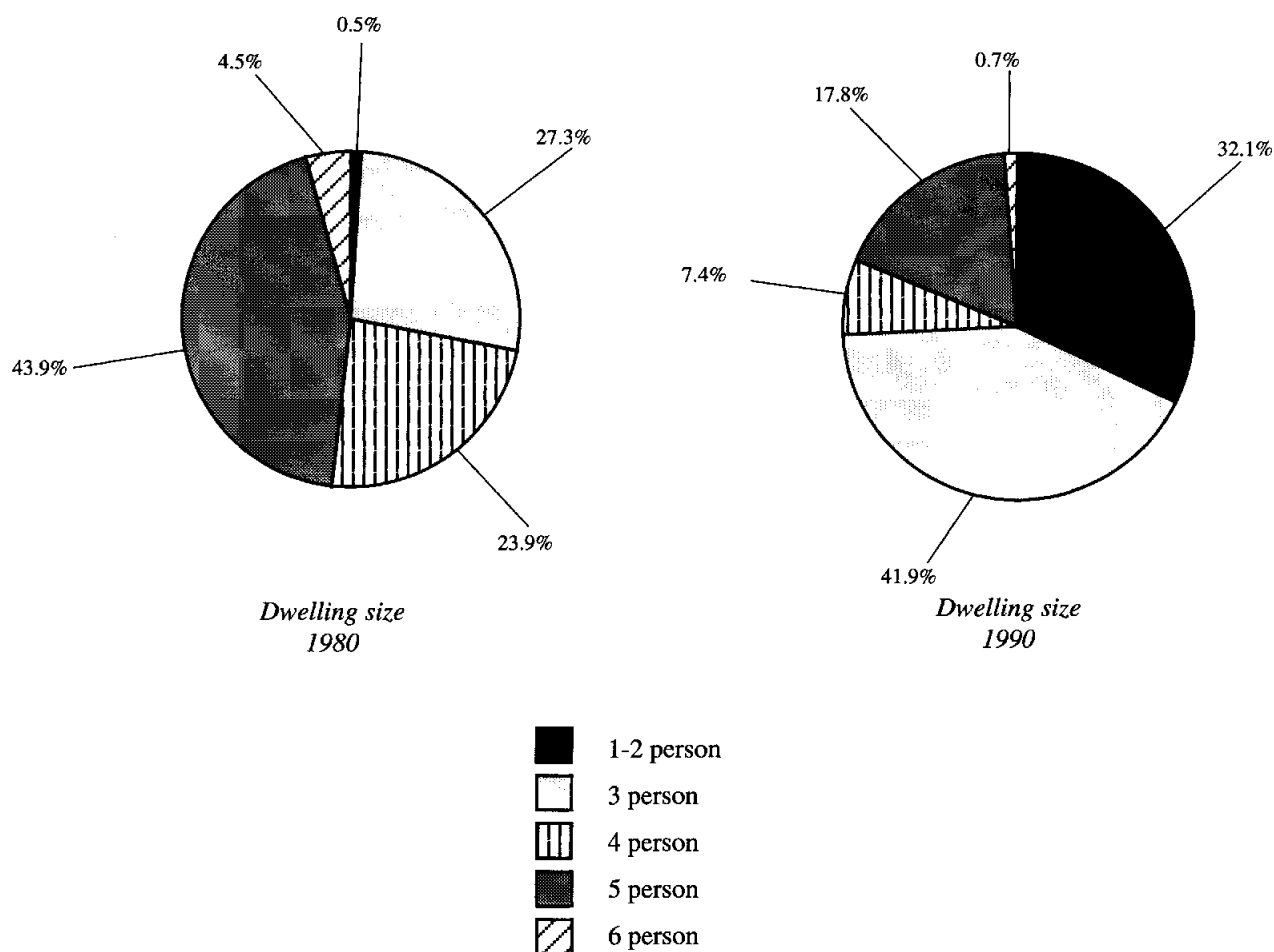 0.5%
4.5%
27.3%
43.9%
23.9%
Dwelling size
1980
0.7%
17.8%
32.1%
7.4%
41.9%
Dwelling size
1990
1-2 person
3 person
4 person
5 person
6 person